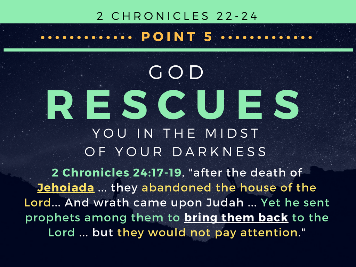 2 CHRONICLES 22-24
POINT 5
GOD
RESCUES
YOU IN THE MIDST
OF YOUR DARKNESS
2 Chronicles 24:17-19, "after the death of
Jehoiada ... they abandoned the house of the
Lord... And wrath came upon Judah ... Yet he sent
prophets among them to bring them back to the
Lord ... but they would not pay attention."